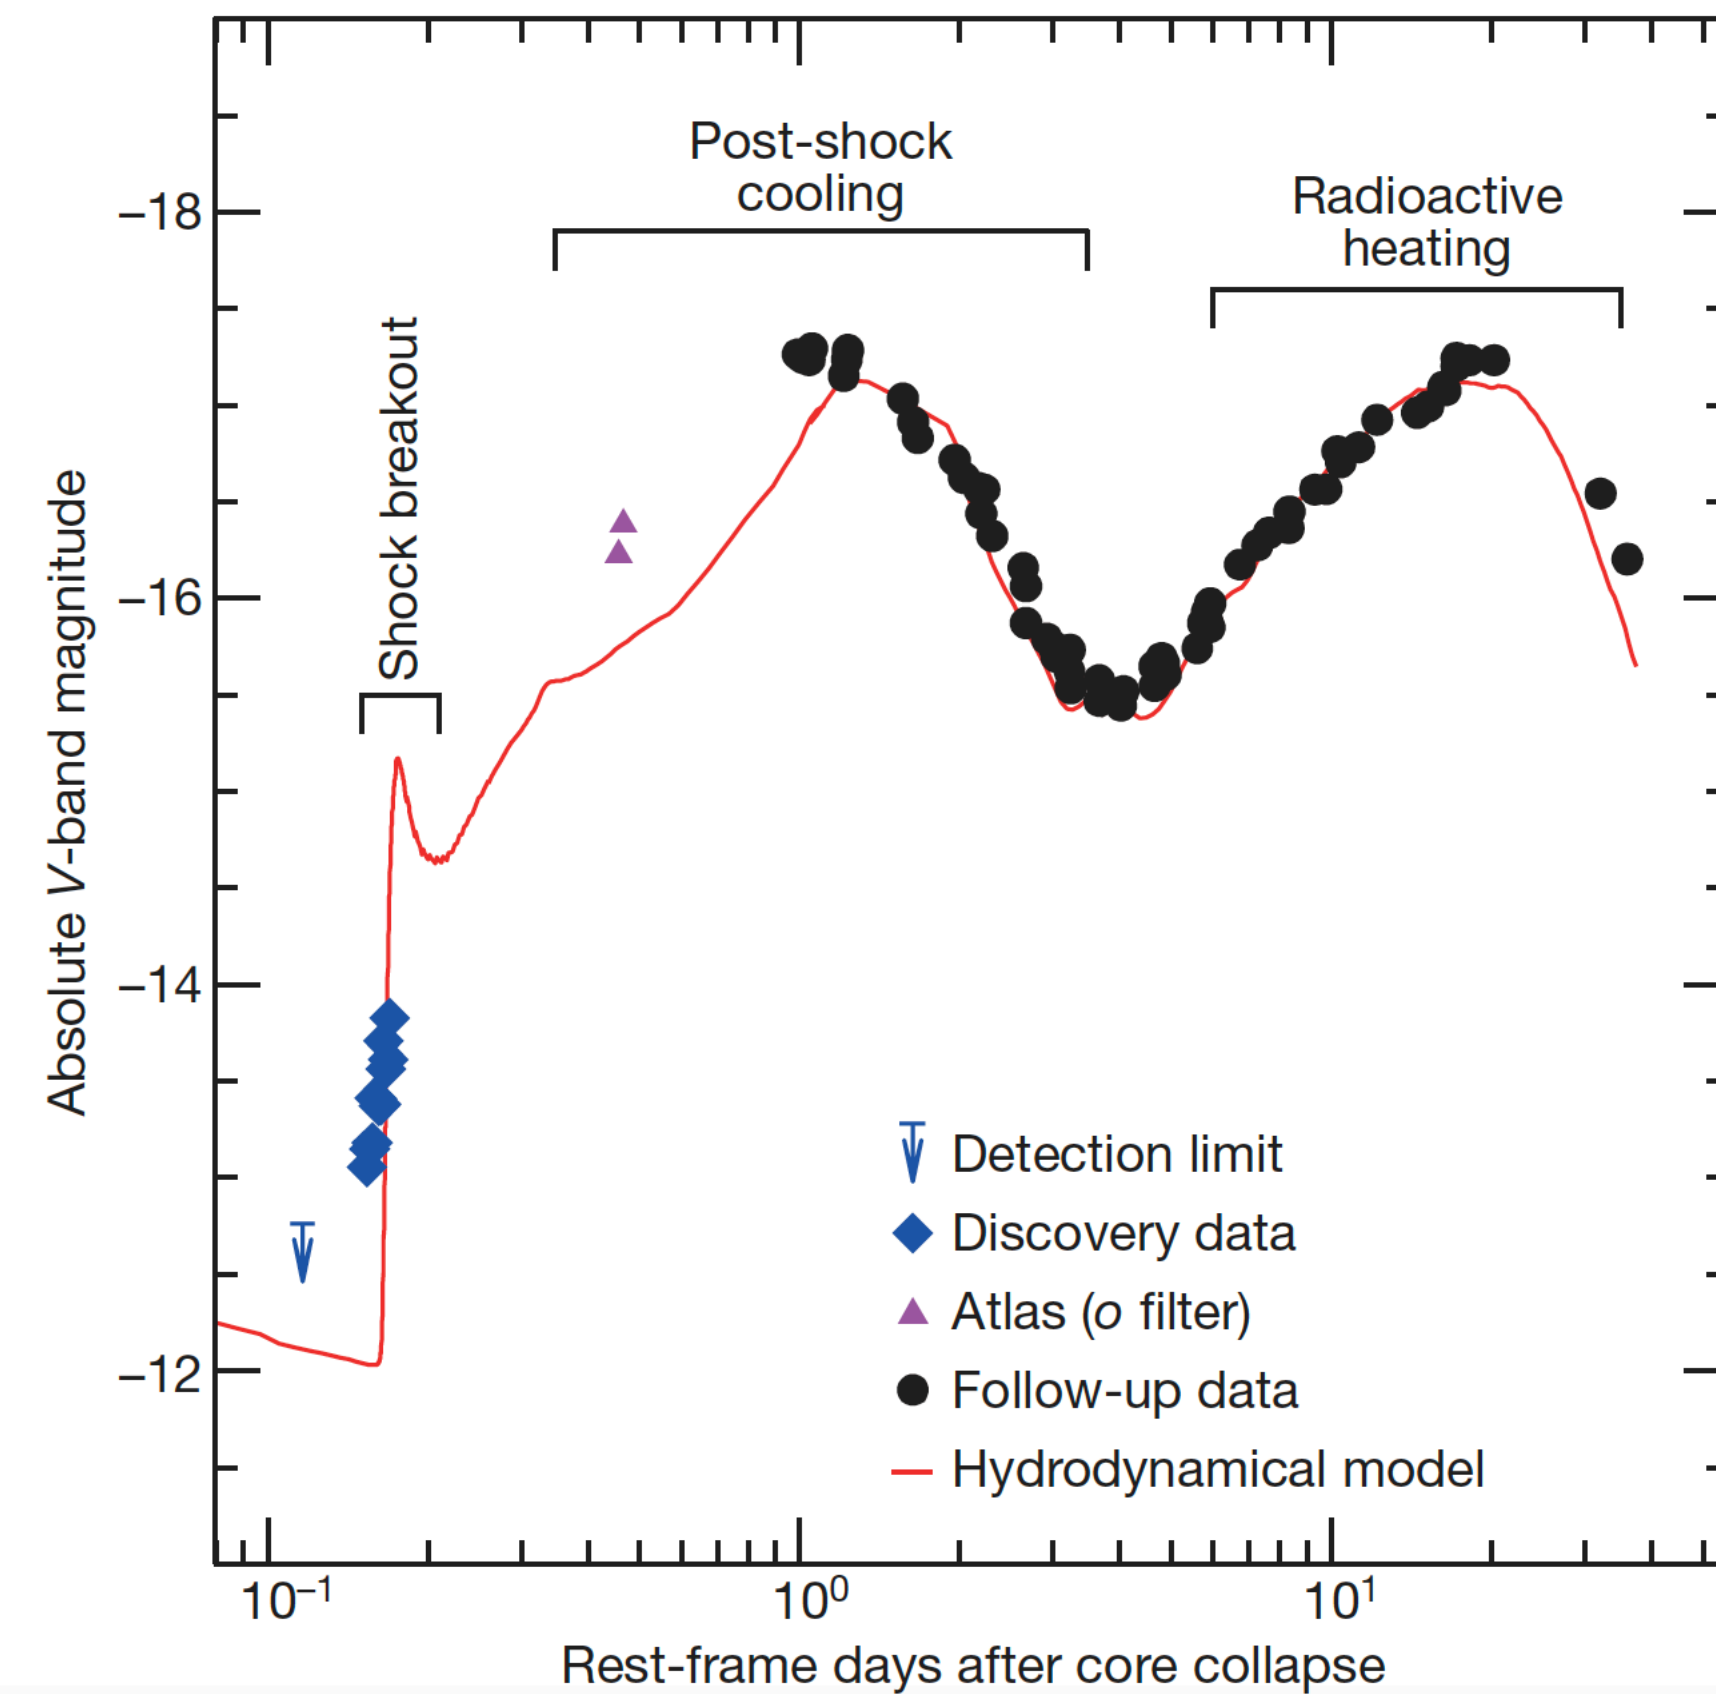 Post-shock
cooling
Radioactive
heating
Shock breakout
Absolute V-band magnitude
−18
−16
−14
−12
Detection limit
Discovery data
Atlas (o filter)
Follow-up data
Hydrodynamical model
10⁻¹
10⁰
10¹
Rest-frame days after core collapse